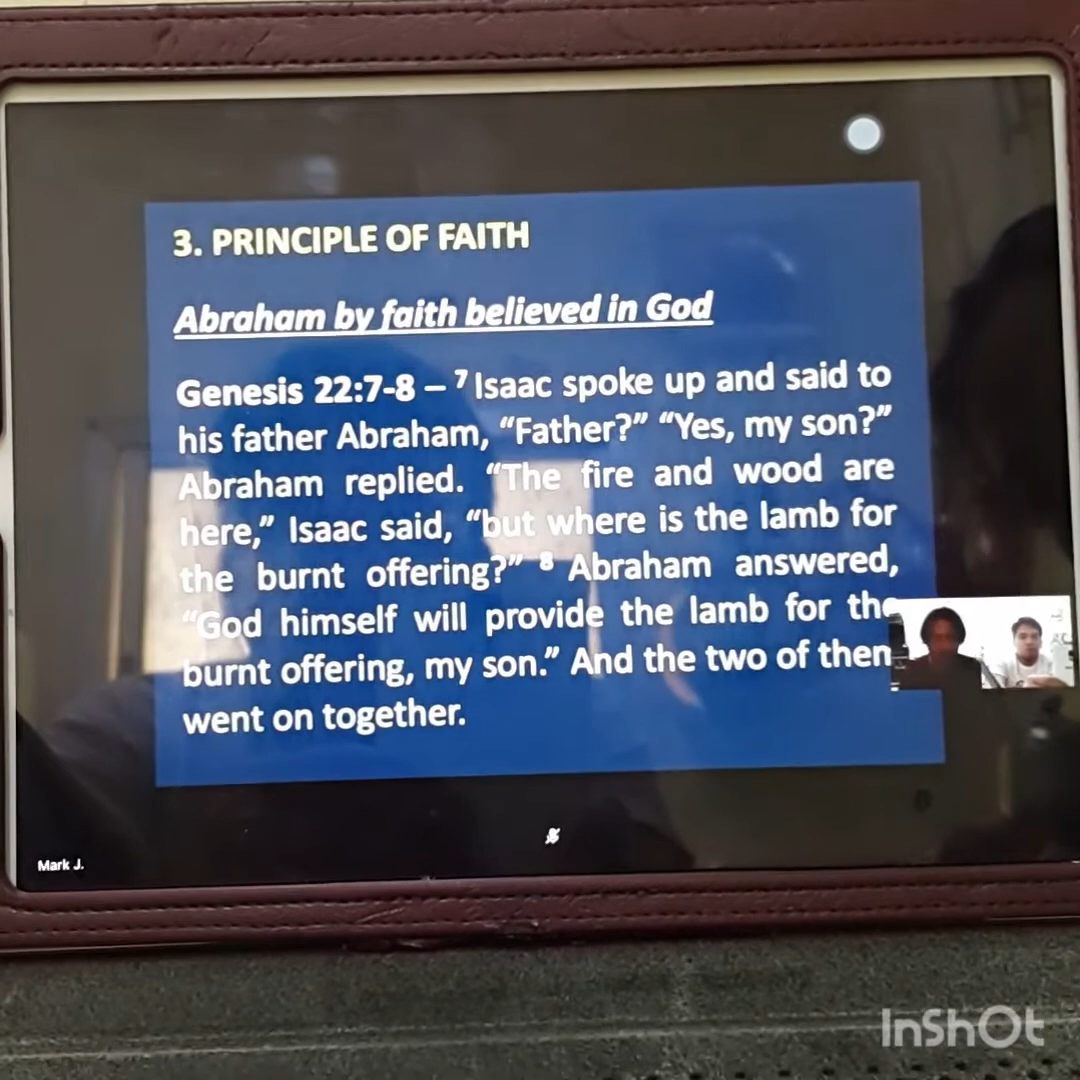 3. PRINCIPLE OF FAITH
Abraham by faith believed in God
Genesis 22:7-8 – 7 Isaac spoke up and said to
his father Abraham, “Father?” “Yes, my son?”
Abraham replied. “The fire and wood are
here,” Isaac said, “but where is the lamb for
the burnt offering?” 8 Abraham answered,
“God himself will provide the lamb for the
burnt offering, my son.” And the two of them
went on together.
Mark J.
InShOt